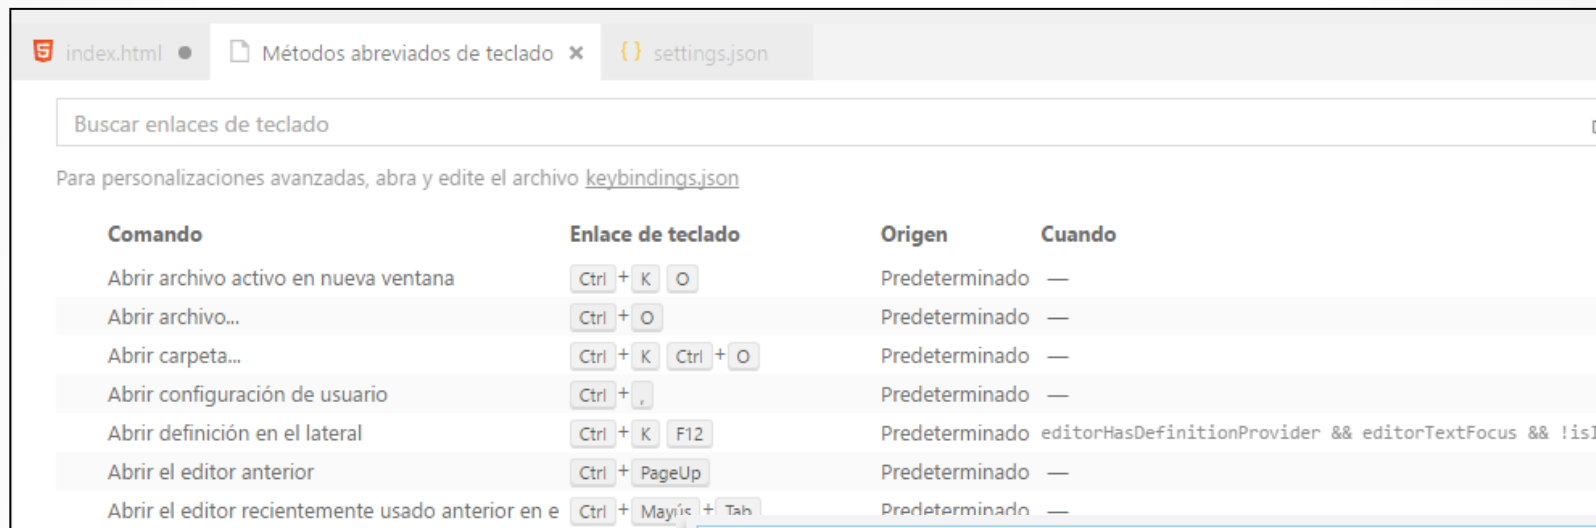 index.html Métodos abreviados de teclado settings.json
Buscar enlaces de teclado
Para personalizaciones avanzadas, abra y edite el archivo keybindings.json
Comando Enlace de teclado Origen Cuando
Abrir archivo activo en nueva ventana Ctrl + K O Predeterminado —
Abrir archivo... Ctrl + O Predeterminado —
Abrir carpeta... Ctrl + K Ctrl + O Predeterminado —
Abrir configuración de usuario Ctrl + , Predeterminado —
Abrir definición en el lateral Ctrl + K F12 Predeterminado editorHasDefinitionProvider && editorTextFocus &&
Abrir el editor anterior Ctrl + PageUp Predeterminado —
Abrir el editor recientemente usado anterior en e Ctrl + Mayús + Tab Predeterminado —